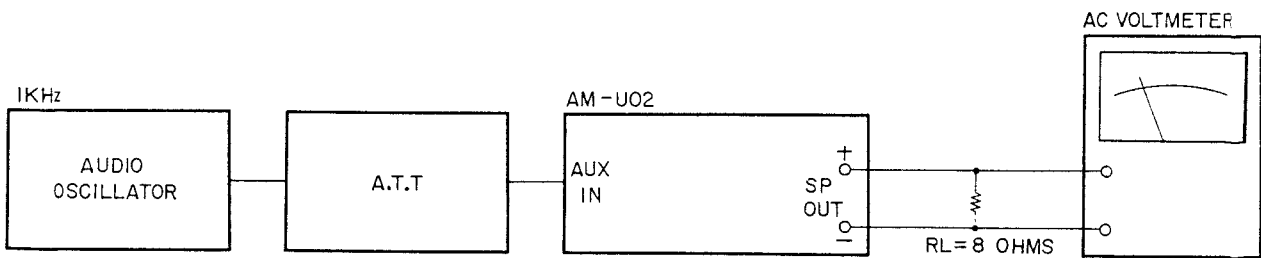 AC VOLTMETER
1KHz
AM-U02
AUDIO
OSCILLATOR
A.T.T
AUX
IN
+
SP
OUT
−
RL=8 OHMS